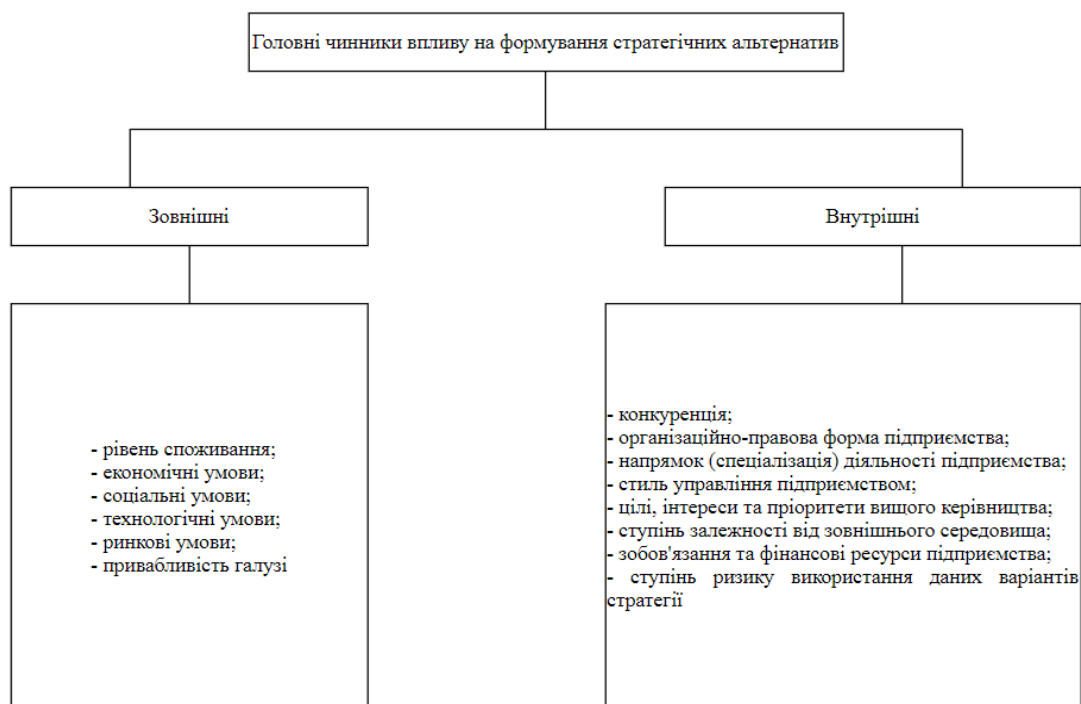 Головні чинники впливу на формування стратегічних альтернатив
Зовнішні
Внутрішні
- рівень споживання;
- економічні умови;
- соціальні умови;
- технологічні умови;
- ринкові умови;
- привабливість галузі
- конкуренція;
- організаційно-правова форма підприємства;
- напрямок (спеціалізація) діяльності підприємства;
- стиль управління підприємством;
- цілі, інтереси та пріоритети вищого керівництва;
- ступінь залежності від зовнішнього середовища;
- зобов'язання та фінансові ресурси підприємства;
- ступінь ризику використання даних варіантів
стратегії